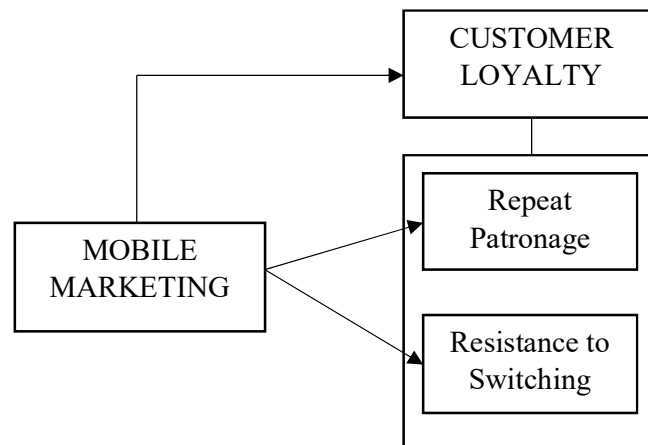 CUSTOMER
LOYALTY
Repeat
Patronage
MOBILE
MARKETING
Resistance to
Switching